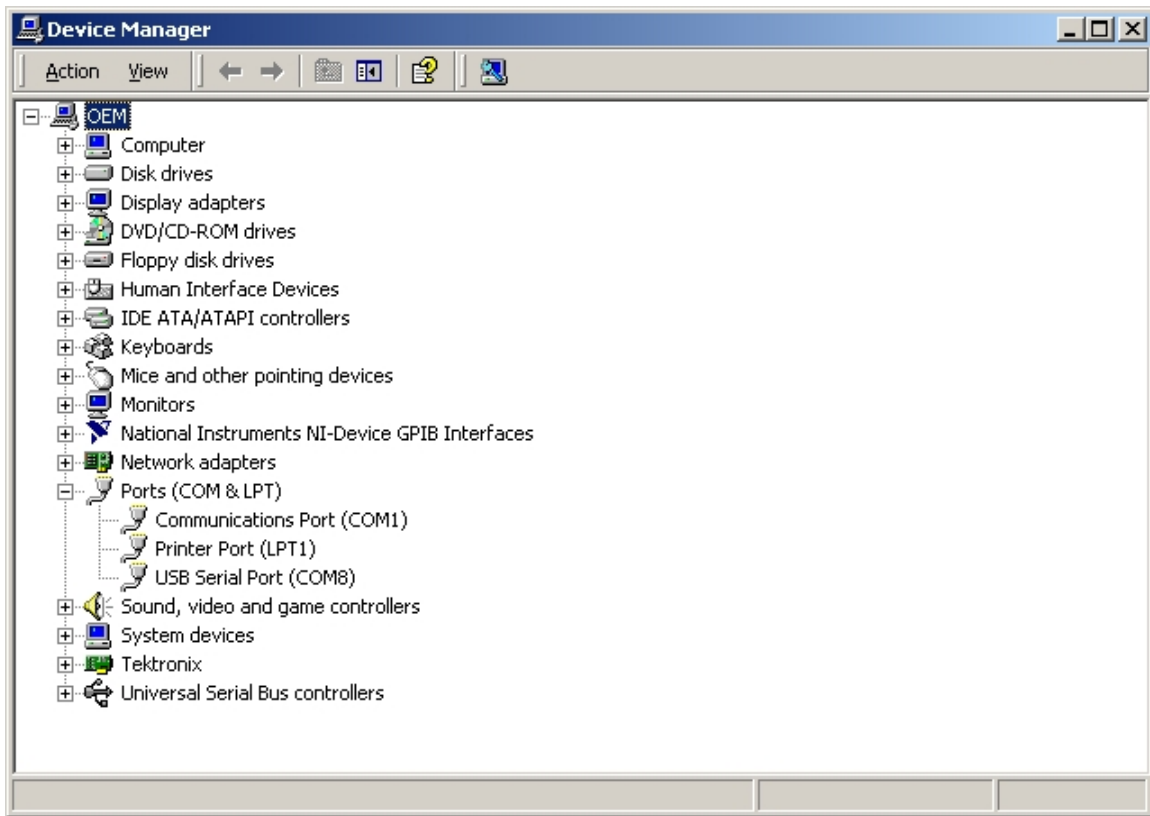 Device Manager
Action View
OEM
Computer
Disk drives
Display adapters
DVD/CD-ROM drives
Floppy disk drives
Human Interface Devices
IDE ATA/ATAPI controllers
Keyboards
Mice and other pointing devices
Monitors
National Instruments NI-Device GPIB Interfaces
Network adapters
Ports (COM & LPT)
Communications Port (COM1)
Printer Port (LPT1)
USB Serial Port (COM8)
Sound, video and game controllers
System devices
Tektronix
Universal Serial Bus controllers